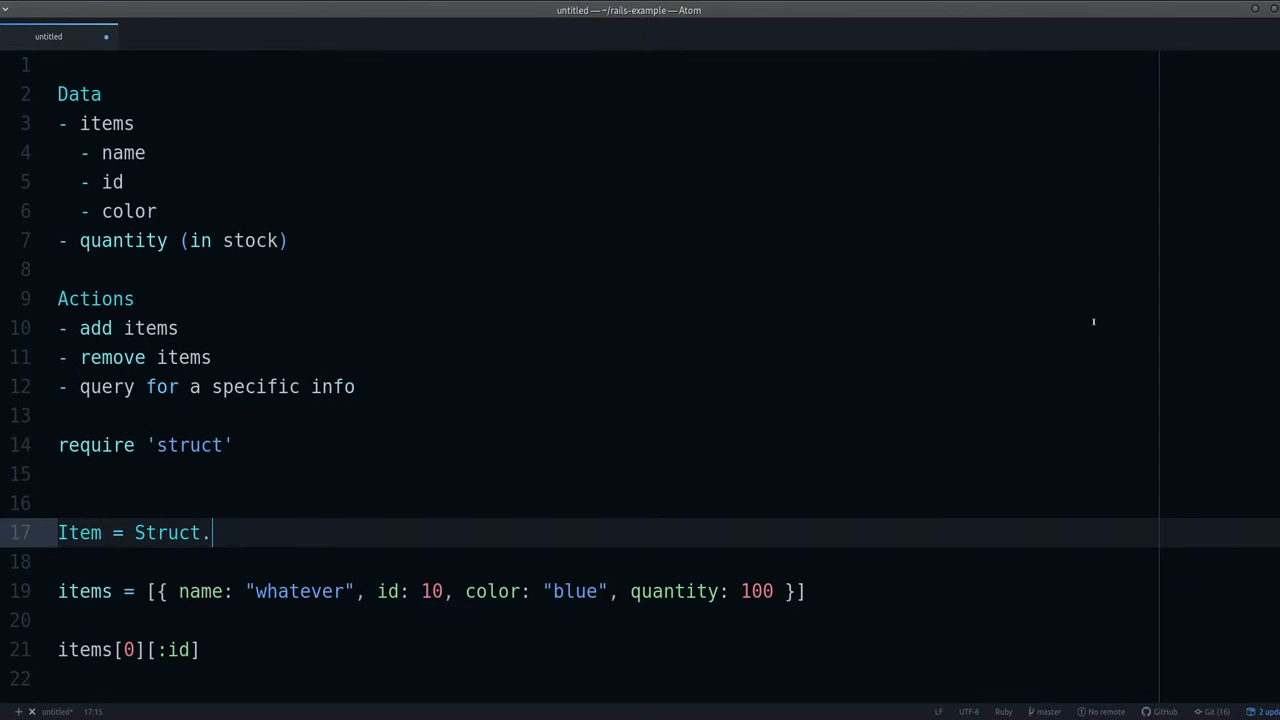 untitled — ~/rails-example — Atom
untitled
1
2 Data
3 - items
4 - name
5 - id
6 - color
7 - quantity (in stock)
8
9 Actions
10 - add items
11 - remove items
12 - query for a specific info
13
14 require 'struct'
15
16
17 Item = Struct.
18
19 items = [{ name: "whatever", id: 10, color: "blue", quantity: 100 }]
20
21 items[0][:id]
22
untitled* 17:15 LF UTF-8 Ruby master No remote GitHub Git (16) 2 upd